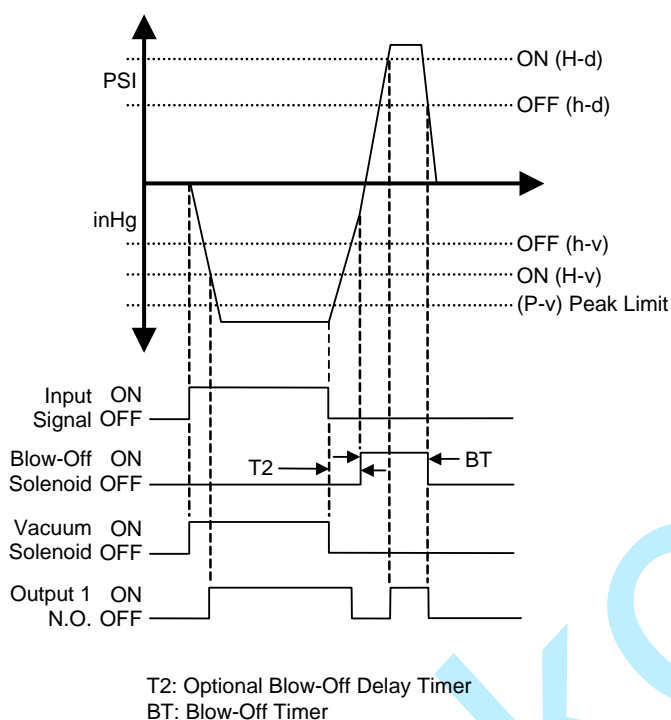 PSI
ON (H-d)
OFF (h-d)
inHg
OFF (h-v)
ON (H-v)
(P-v) Peak Limit
Input ON
Signal OFF
Blow-Off ON
Solenoid OFF
T2
BT
Vacuum ON
Solenoid OFF
Output 1 ON
N.O. OFF
T2: Optional Blow-Off Delay Timer
BT: Blow-Off Timer